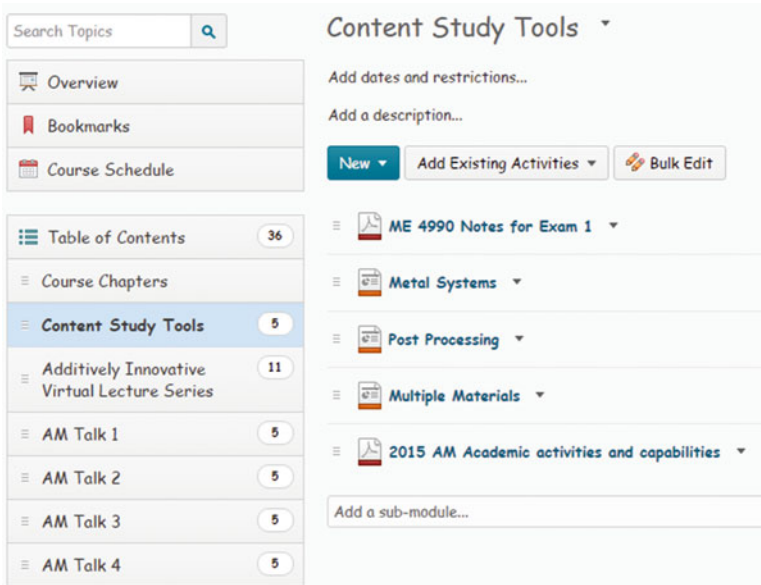 Search Topics
Overview
Bookmarks
Course Schedule
Table of Contents 36
Course Chapters
Content Study Tools 5
Additively Innovative 11
Virtual Lecture Series
AM Talk 1 5
AM Talk 2 5
AM Talk 3 5
AM Talk 4 5
Content Study Tools
Add dates and restrictions...
Add a description...
New Add Existing Activities Bulk Edit
ME 4990 Notes for Exam 1
Metal Systems
Post Processing
Multiple Materials
2015 AM Academic activities and capabilities
Add a sub-module...